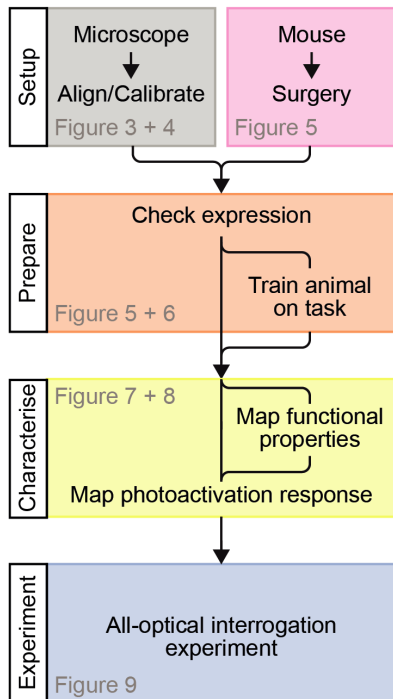 Setup
Microscope
Align/Calibrate
Figure 3 + 4
Mouse
Surgery
Figure 5
Prepare
Check expression
Train animal
on task
Figure 5 + 6
Characterise
Figure 7 + 8
Map functional
properties
Map photoactivation response
Experiment
All-optical interrogation
experiment
Figure 9